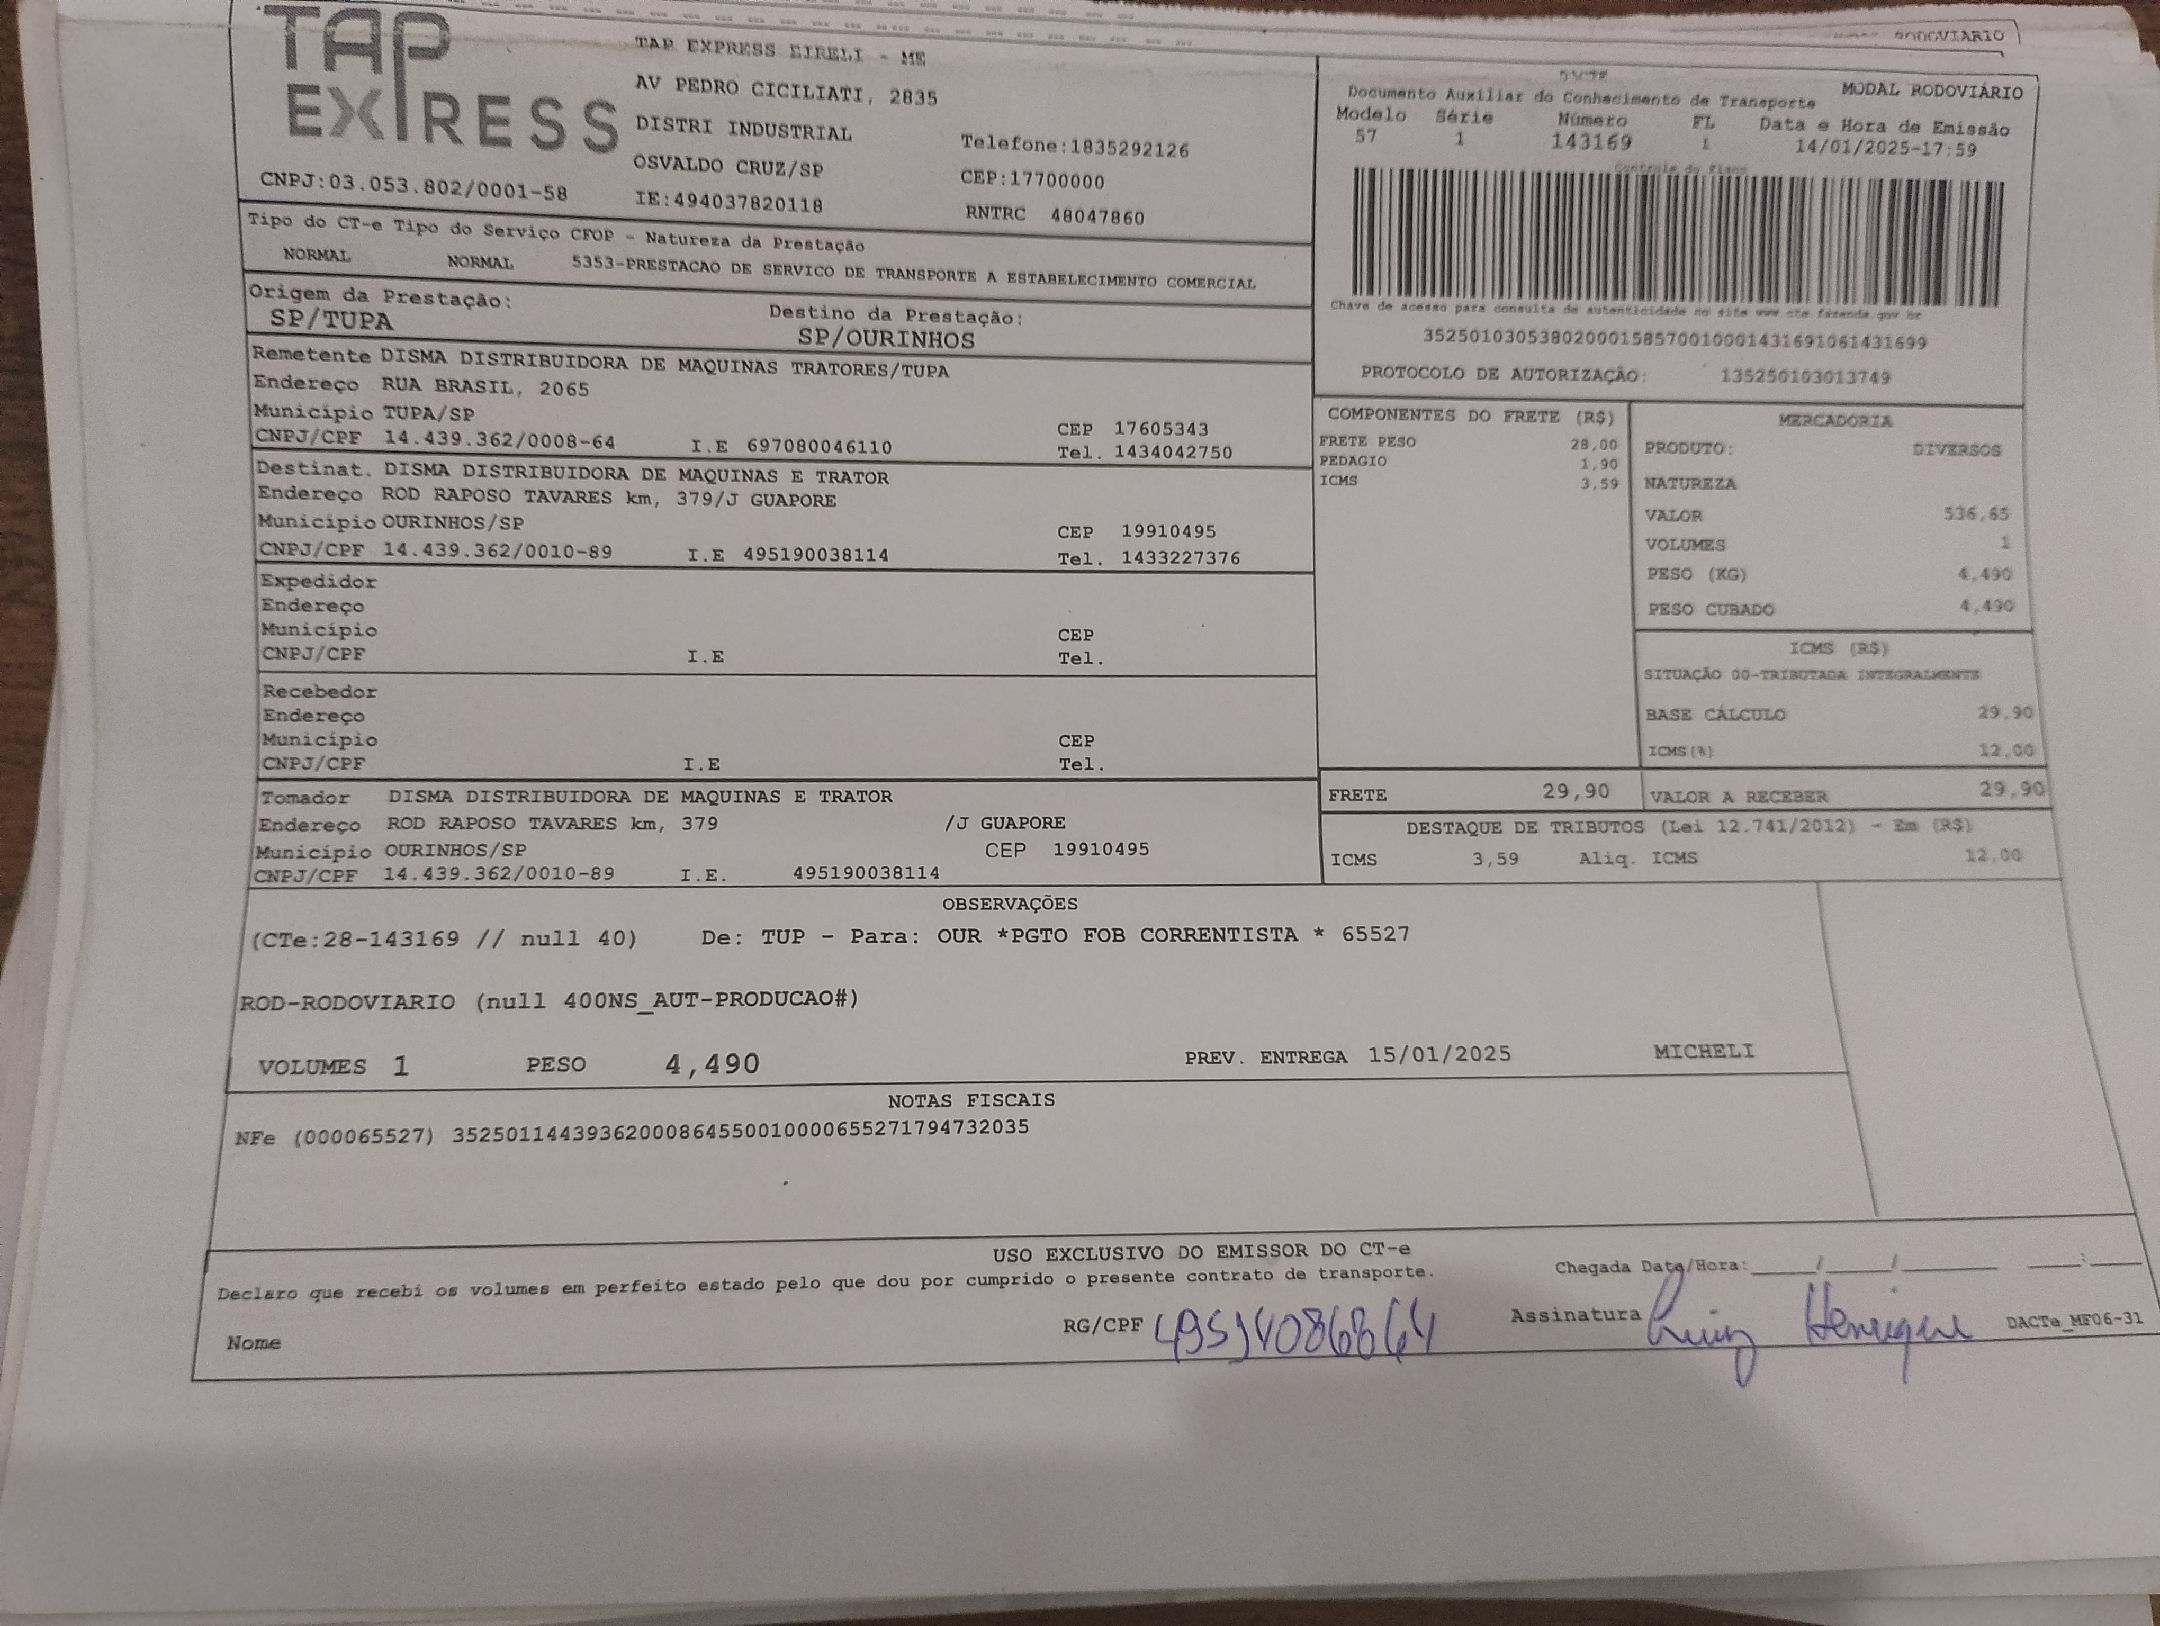 RODOVIARIO
TAP
EXPRESS
TAP EXPRESS EIRELI - ME
AV PEDRO CICILIATI, 2835
DISTRI INDUSTRIAL
Telefone:1835292126
OSVALDO CRUZ/SP
CEP:17700000
CNPJ:03.053.802/0001-58
IE:494037820118
RNTRC 48047860
MODAL RODOVIÁRIO
Documento Auxiliar do Conhecimento de Transporte
Modelo Série Número FL Data e Hora de Emissão
57 1 143169 1 14/01/2025-17:59
Controle do Fisco
Chave de acesso para consulta de autenticidade no site www.cte.fazenda.gov.br
35250103053802000158570010001431691061431699
PROTOCOLO DE AUTORIZAÇÃO: 135250103013749
Tipo do CT-e Tipo do Serviço CFOP - Natureza da Prestação
NORMAL NORMAL 5353-PRESTACAO DE SERVICO DE TRANSPORTE A ESTABELECIMENTO COMERCIAL
Origem da Prestação: Destino da Prestação:
SP/TUPA SP/OURINHOS
Remetente DISMA DISTRIBUIDORA DE MAQUINAS TRATORES/TUPA
Endereço RUA BRASIL, 2065
Município TUPA/SP CEP 17605343
CNPJ/CPF 14.439.362/0008-64 I.E 697080046110 Tel. 1434042750
Destinat. DISMA DISTRIBUIDORA DE MAQUINAS E TRATOR
Endereço ROD RAPOSO TAVARES km, 379/J GUAPORE
Município OURINHOS/SP CEP 19910495
CNPJ/CPF 14.439.362/0010-89 I.E 495190038114 Tel. 1433227376
Expedidor
Endereço
Município CEP
CNPJ/CPF I.E Tel.
Recebedor
Endereço
Município CEP
CNPJ/CPF I.E Tel.
Tomador DISMA DISTRIBUIDORA DE MAQUINAS E TRATOR
Endereço ROD RAPOSO TAVARES km, 379 /J GUAPORE
Município OURINHOS/SP CEP 19910495
CNPJ/CPF 14.439.362/0010-89 I.E. 495190038114
COMPONENTES DO FRETE (R$)
FRETE PESO 28,00
PEDAGIO 1,90
ICMS 3,59
MERCADORIA
PRODUTO: DIVERSOS
NATUREZA
VALOR 536,65
VOLUMES 1
PESO (KG) 4,490
PESO CUBADO 4,490
ICMS (R$)
SITUAÇÃO 00-TRIBUTADA INTEGRALMENTE
BASE CÁLCULO 29,90
ICMS(%) 12,00
FRETE 29,90 VALOR A RECEBER 29,90
DESTAQUE DE TRIBUTOS (Lei 12.741/2012) - Em (R$)
ICMS 3,59 Aliq. ICMS 12,00
OBSERVAÇÕES
(CTe:28-143169 // null 40) De: TUP - Para: OUR *PGTO FOB CORRENTISTA * 65527
ROD-RODOVIARIO (null 400NS_AUT-PRODUCAO#)
VOLUMES 1 PESO 4,490 PREV. ENTREGA 15/01/2025 MICHELI
NOTAS FISCAIS
NFe (000065527) 35250114439362000864550010000655271794732035
USO EXCLUSIVO DO EMISSOR DO CT-e
Declaro que recebi os volumes em perfeito estado pelo que dou por cumprido o presente contrato de transporte.
Chegada Data/Hora:_____/_____/________ ____:____
Nome RG/CPF Assinatura Luiz Henrique DACTe_MF06-31